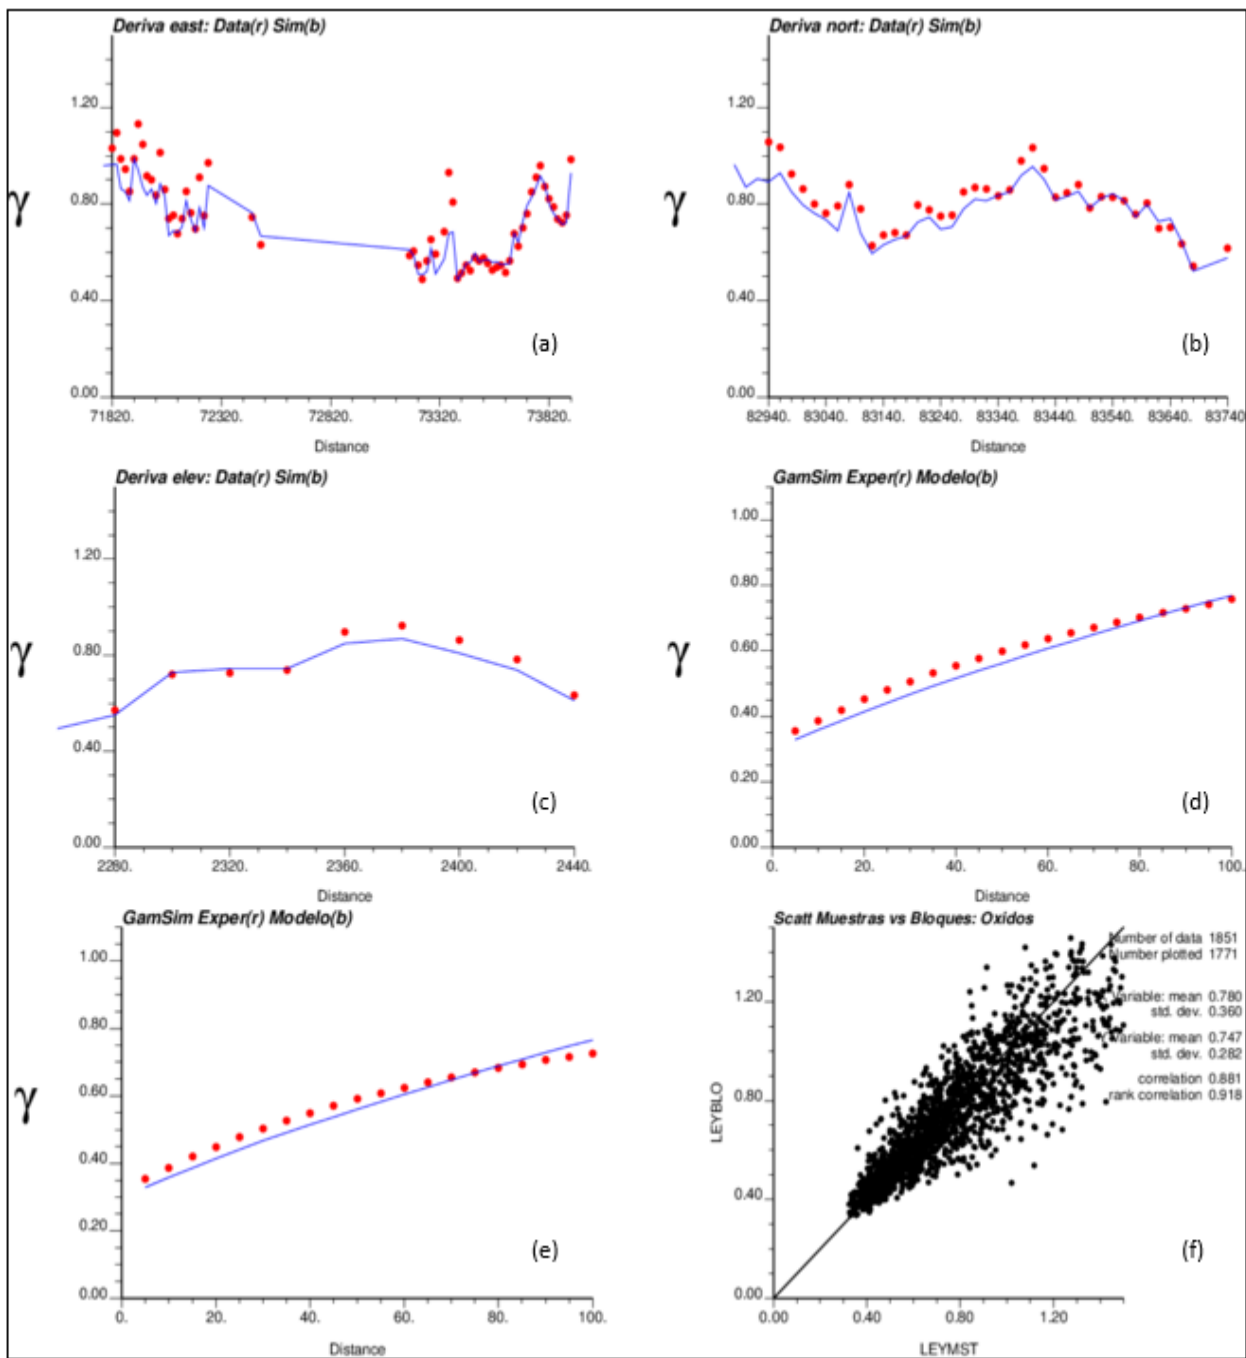 Deriva east: Data(r) Sim(b)
γ
1.20
0.80
0.40
0.00
71820. 72320. 72820. 73320. 73820.
Distance
(a)
Deriva nort: Data(r) Sim(b)
γ
1.20
0.80
0.40
0.00
82940. 83040. 83140. 83240. 83340. 83440. 83540. 83640. 83740
Distance
(b)
Deriva elev: Data(r) Sim(b)
γ
1.20
0.80
0.40
0.00
2280. 2320. 2360. 2400. 2440.
Distance
(c)
GamSim Exper(r) Modelo(b)
γ
1.00
0.80
0.60
0.40
0.20
0.00
0. 20. 40. 60. 80. 100.
Distance
(d)
GamSim Exper(r) Modelo(b)
γ
1.00
0.80
0.60
0.40
0.20
0.00
0. 20. 40. 60. 80. 100.
Distance
(e)
Scatt Muestras vs Bloques: Oxidos
Number of data 1851
Number plotted 1771
Variable: mean 0.780
std. dev. 0.360
Variable: mean 0.747
std. dev. 0.282
correlation 0.881
rank correlation 0.918
LEYBLO
1.20
0.80
0.40
0.00
0.00 0.40 0.80 1.20
LEYMST
(f)